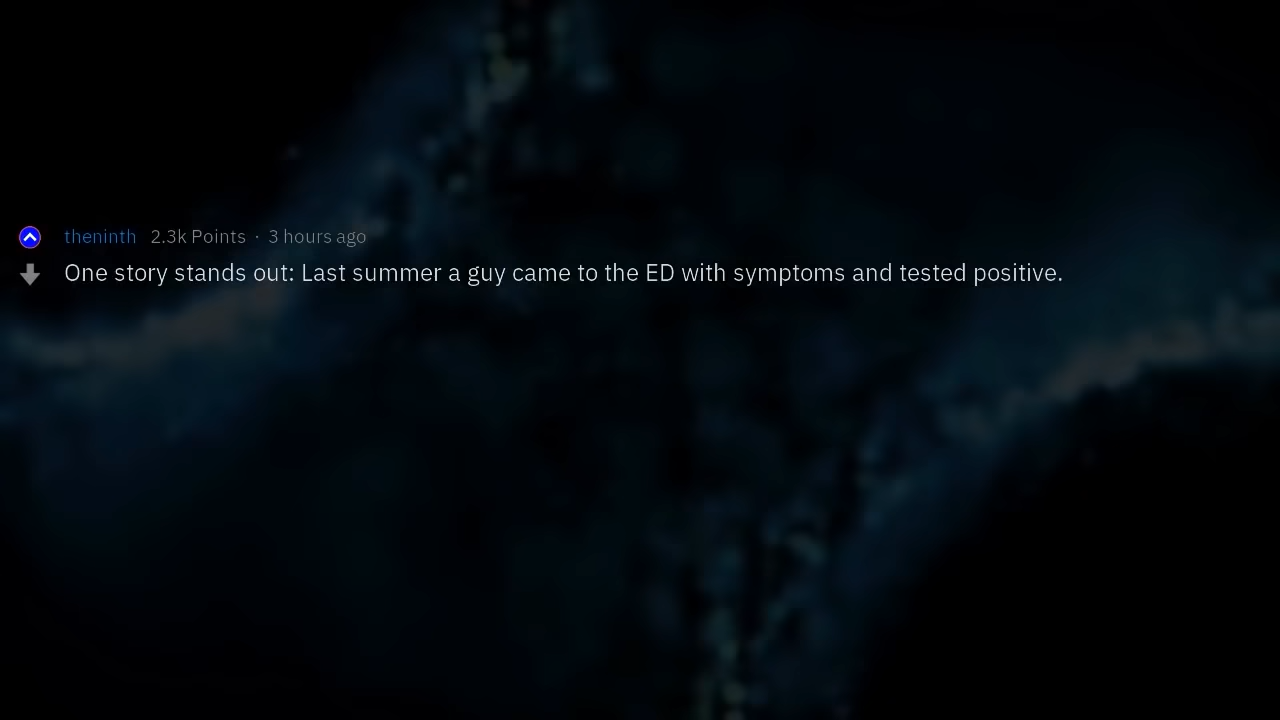 theninth 2.3k Points · 3 hours ago
One story stands out: Last summer a guy came to the ED with symptoms and tested positive.